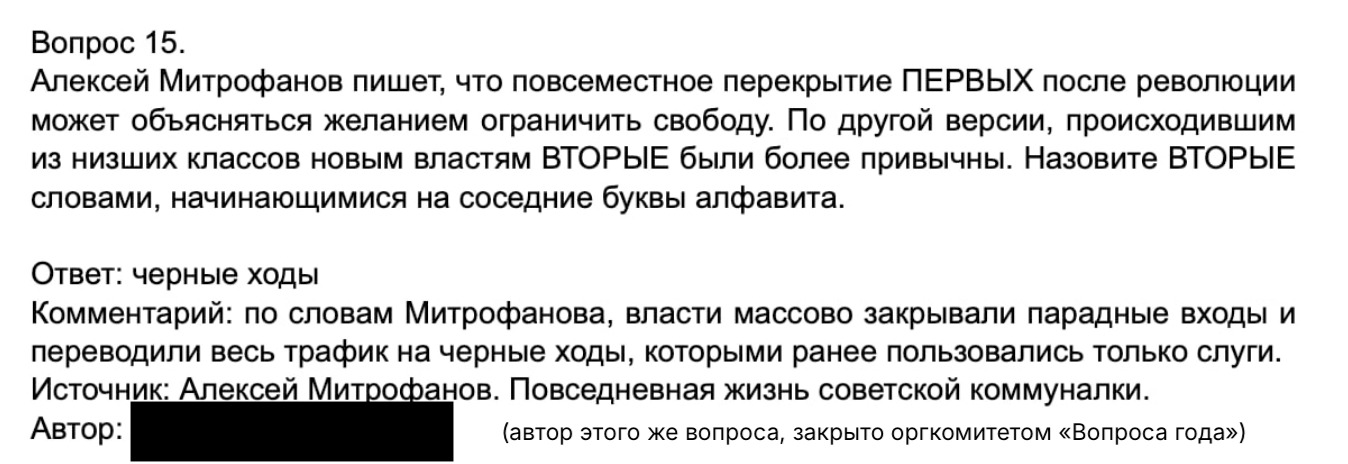 Вопрос 15.
Алексей Митрофанов пишет, что повсеместное перекрытие ПЕРВЫХ после революции
может объясняться желанием ограничить свободу. По другой версии, происходившим
из низших классов новым властям ВТОРЫЕ были более привычны. Назовите ВТОРЫЕ
словами, начинающимися на соседние буквы алфавита.
Ответ: черные ходы
Комментарий: по словам Митрофанова, власти массово закрывали парадные входы и
переводили весь трафик на черные ходы, которыми ранее пользовались только слуги.
Источник: Алексей Митрофанов. Повседневная жизнь советской коммуналки.
Автор: (автор этого же вопроса, закрыто оргкомитетом «Вопроса года»)